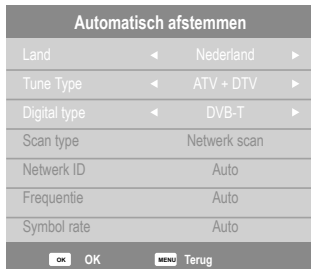 Automatisch afstemmen
Land Nederland
Tune Type ATV + DTV
Digital type DVB-T
Scan type Netwerk scan
Netwerk ID Auto
Frequentie Auto
Symbol rate Auto
OK OK MENU Terug